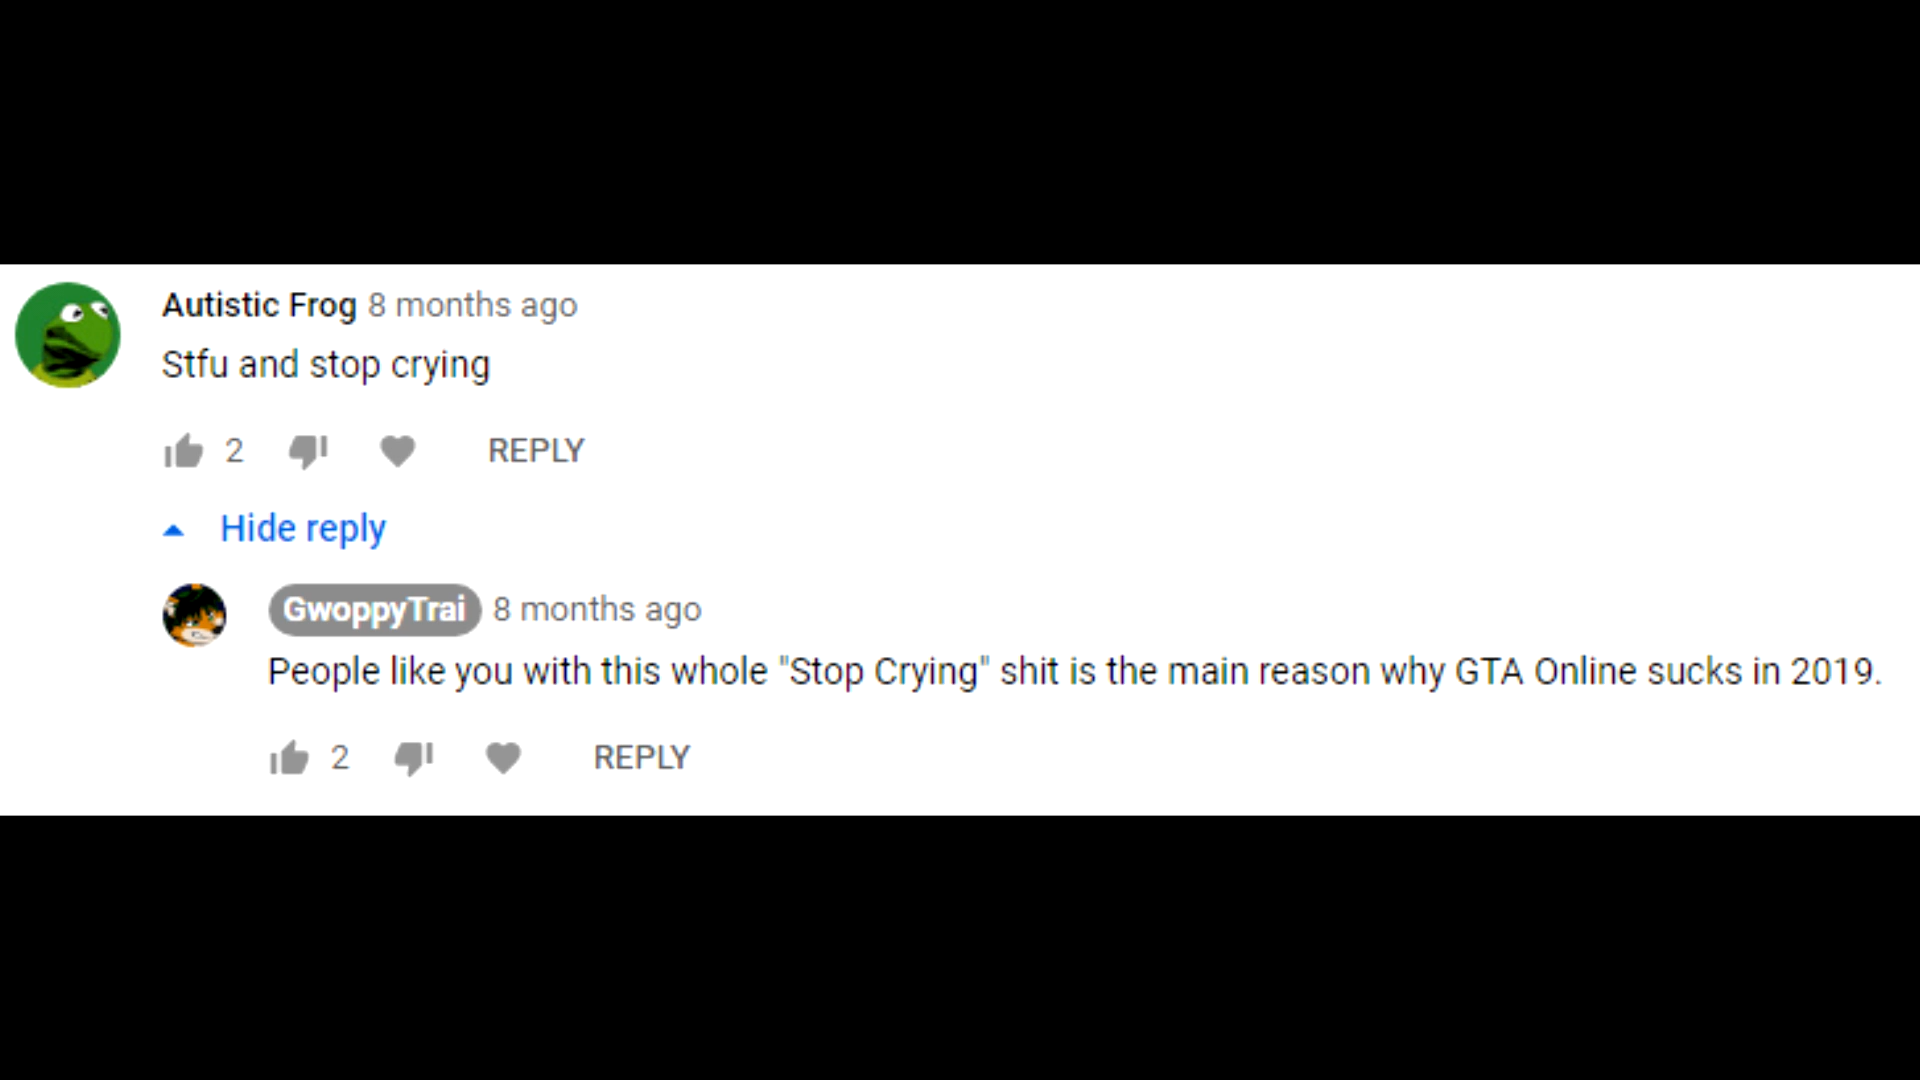 Autistic Frog 8 months ago
Stfu and stop crying
2 REPLY
Hide reply
GwoppyTrai 8 months ago
People like you with this whole "Stop Crying" shit is the main reason why GTA Online sucks in 2019.
2 REPLY